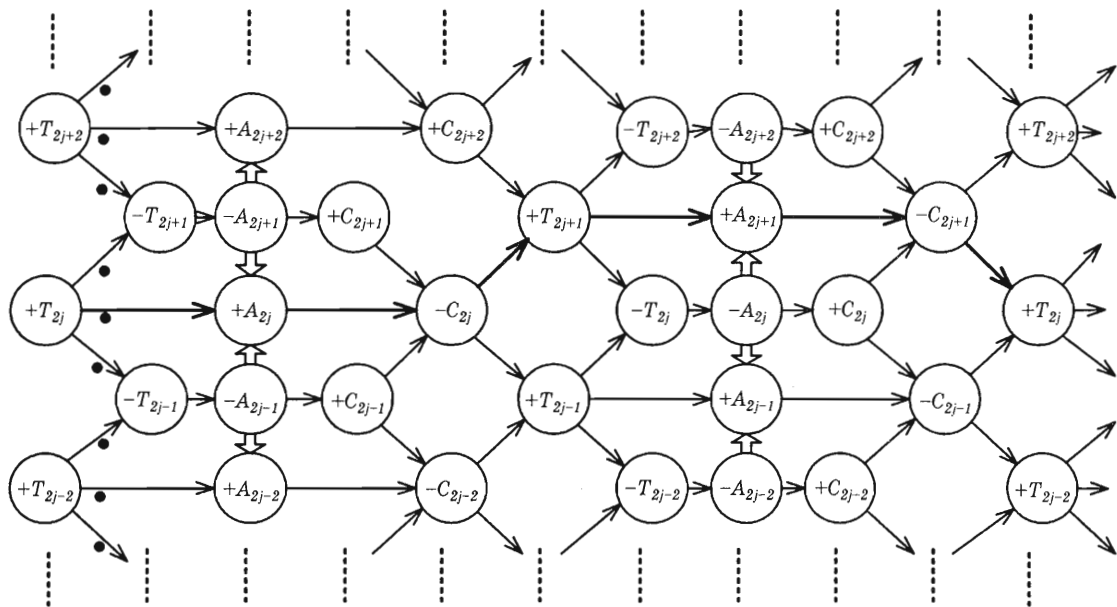 +T₂ⱼ₊₂ +A₂ⱼ₊₂ +C₂ⱼ₊₂ −T₂ⱼ₊₂ −A₂ⱼ₊₂ +C₂ⱼ₊₂ +T₂ⱼ₊₂
−T₂ⱼ₊₁ −A₂ⱼ₊₁ +C₂ⱼ₊₁ +T₂ⱼ₊₁ +A₂ⱼ₊₁ −C₂ⱼ₊₁
+T₂ⱼ +A₂ⱼ −C₂ⱼ −T₂ⱼ −A₂ⱼ +C₂ⱼ +T₂ⱼ
−T₂ⱼ₋₁ −A₂ⱼ₋₁ +C₂ⱼ₋₁ +T₂ⱼ₋₁ +A₂ⱼ₋₁ −C₂ⱼ₋₁
+T₂ⱼ₋₂ +A₂ⱼ₋₂ −C₂ⱼ₋₂ −T₂ⱼ₋₂ −A₂ⱼ₋₂ +C₂ⱼ₋₂ +T₂ⱼ₋₂